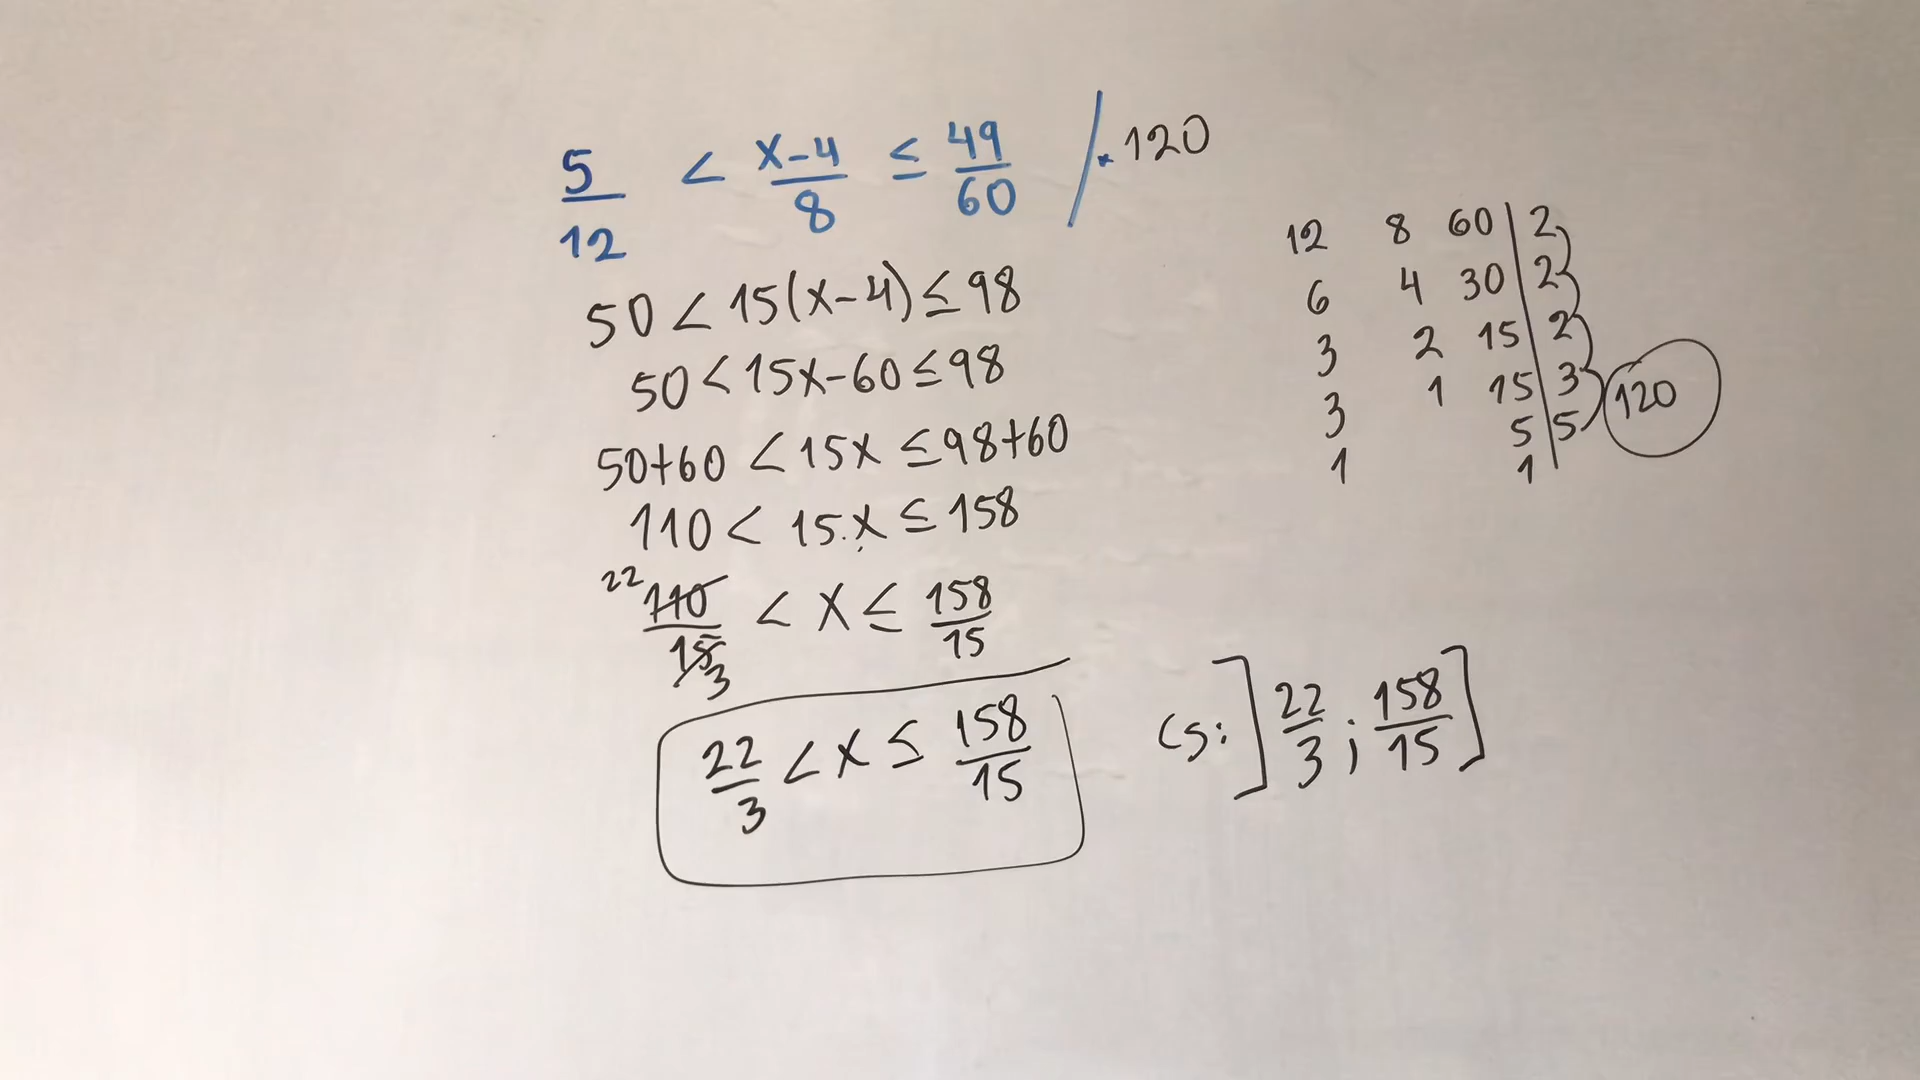 5/12 < x-4/8 ≤ 49/60 /·120
50 < 15(x-4) ≤ 98
50 < 15x-60 ≤ 98
50+60 < 15x ≤ 98+60
110 < 15·x ≤ 158
22 110/15 3 < x ≤ 158/15
22/3 < x ≤ 158/15
12 8 60 | 2
6 4 30 | 2
3 2 15 | 2
3 1 15 | 3
5 | 5
1 1
120
CS: ]22/3 ; 158/15]